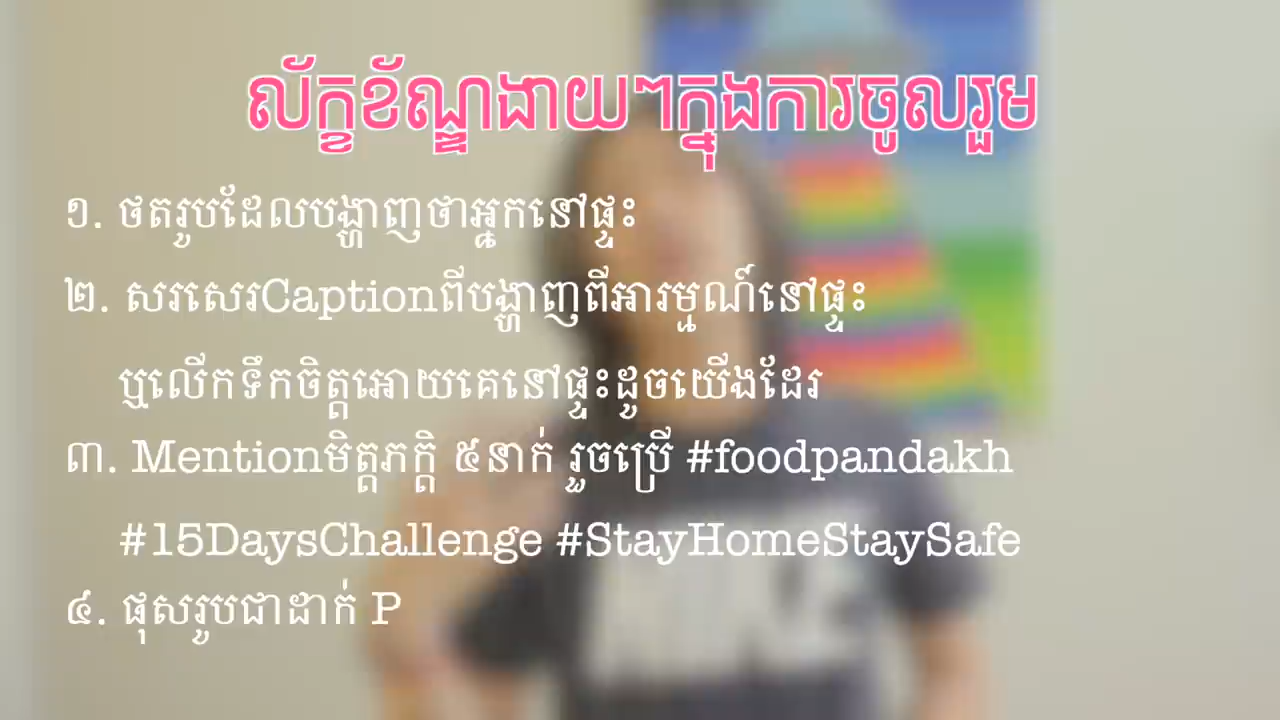 ល័ក្ខខ័ណ្ឌងាយៗក្នុងការចូលរួម
១. ថតរូបដែលបង្ហាញថាអ្នកនៅផ្ទះ
២. សរសេរCaptionពីបង្ហាញពីអារម្មណ៍នៅផ្ទះ
ឬលើកទឹកចិត្តអោយគេនៅផ្ទះដូចយើងដែរ
៣. Mentionមិត្តភក្តិ ៥នាក់ រួចប្រើ #foodpandakh
#15DaysChallenge #StayHomeStaySafe
៤. ផុសរូបជាដាក់ P